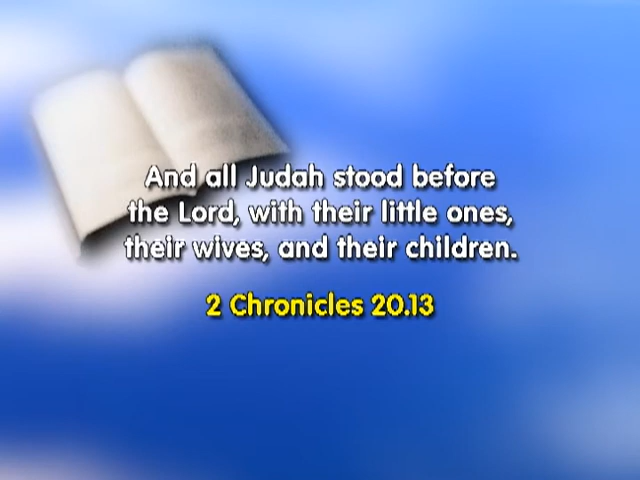 And all Judah stood before
the Lord, with their little ones,
their wives, and their children.
2 Chronicles 20.13